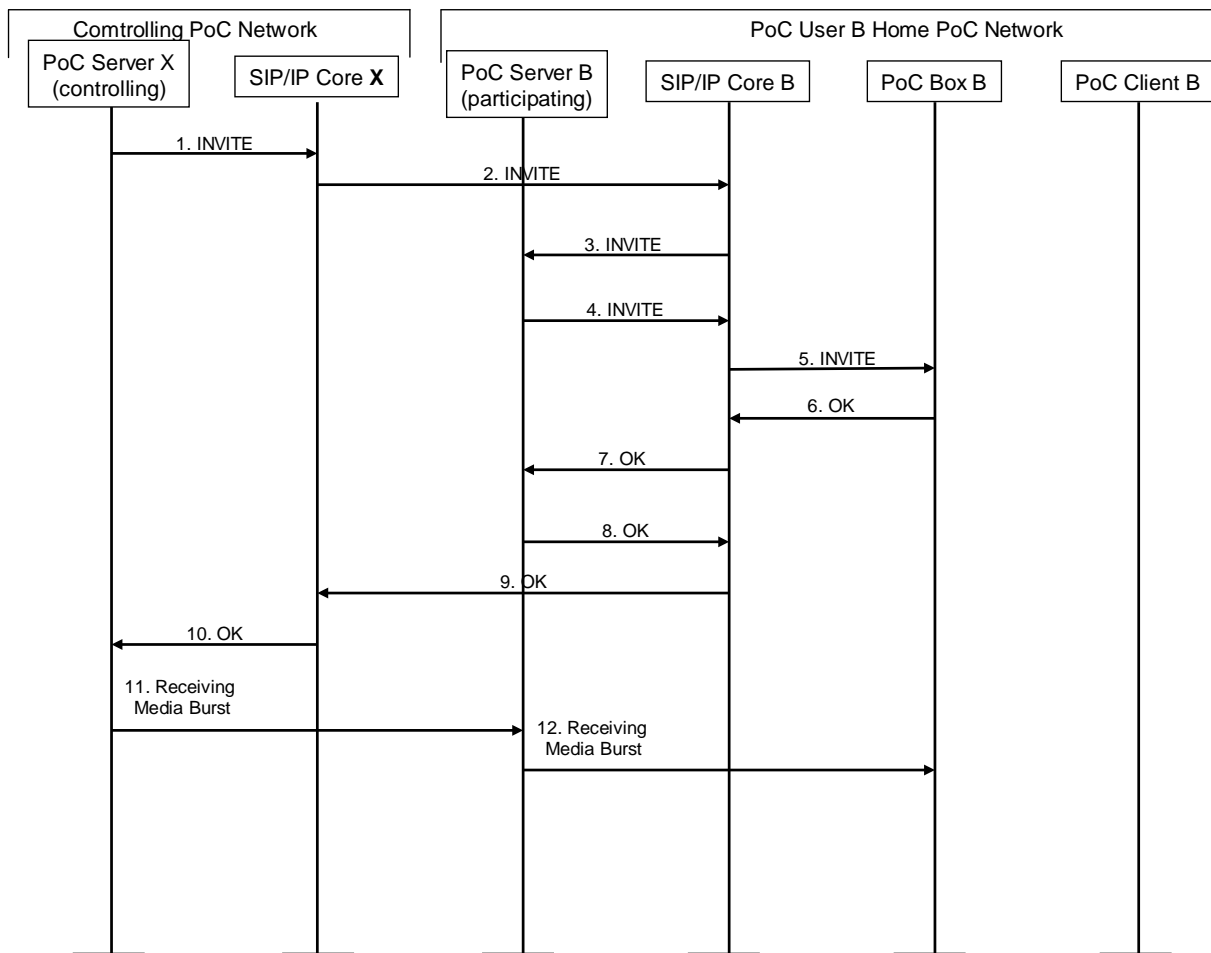 Comtrolling PoC Network
PoC User B Home PoC Network
PoC Server X
(controlling)
SIP/IP Core X
PoC Server B
(participating)
SIP/IP Core B
PoC Box B
PoC Client B
1. INVITE
2. INVITE
3. INVITE
4. INVITE
5. INVITE
6. OK
7. OK
8. OK
9. OK
10. OK
11. Receiving
Media Burst
12. Receiving
Media Burst